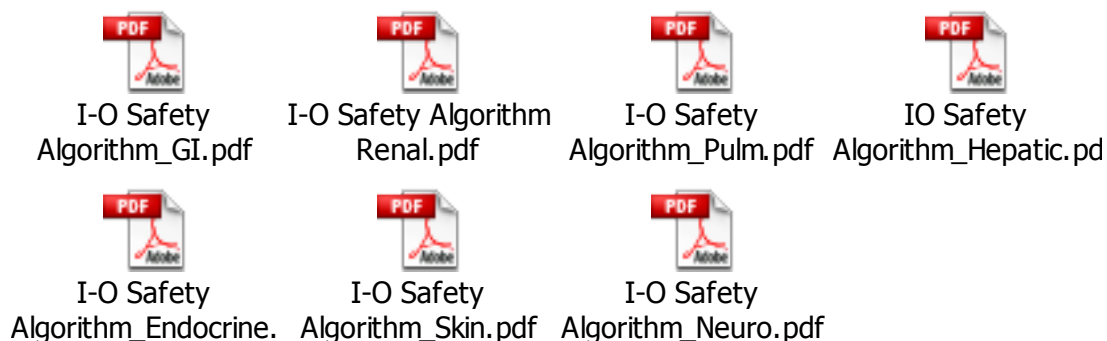 PDF PDF PDF PDF
Adobe Adobe Adobe Adobe
I-O Safety I-O Safety Algorithm I-O Safety IO Safety
Algorithm_GI.pdf Renal.pdf Algorithm_Pulm.pdf Algorithm_Hepatic.pd
PDF PDF PDF
Adobe Adobe Adobe
I-O Safety I-O Safety I-O Safety
Algorithm_Endocrine. Algorithm_Skin.pdf Algorithm_Neuro.pdf